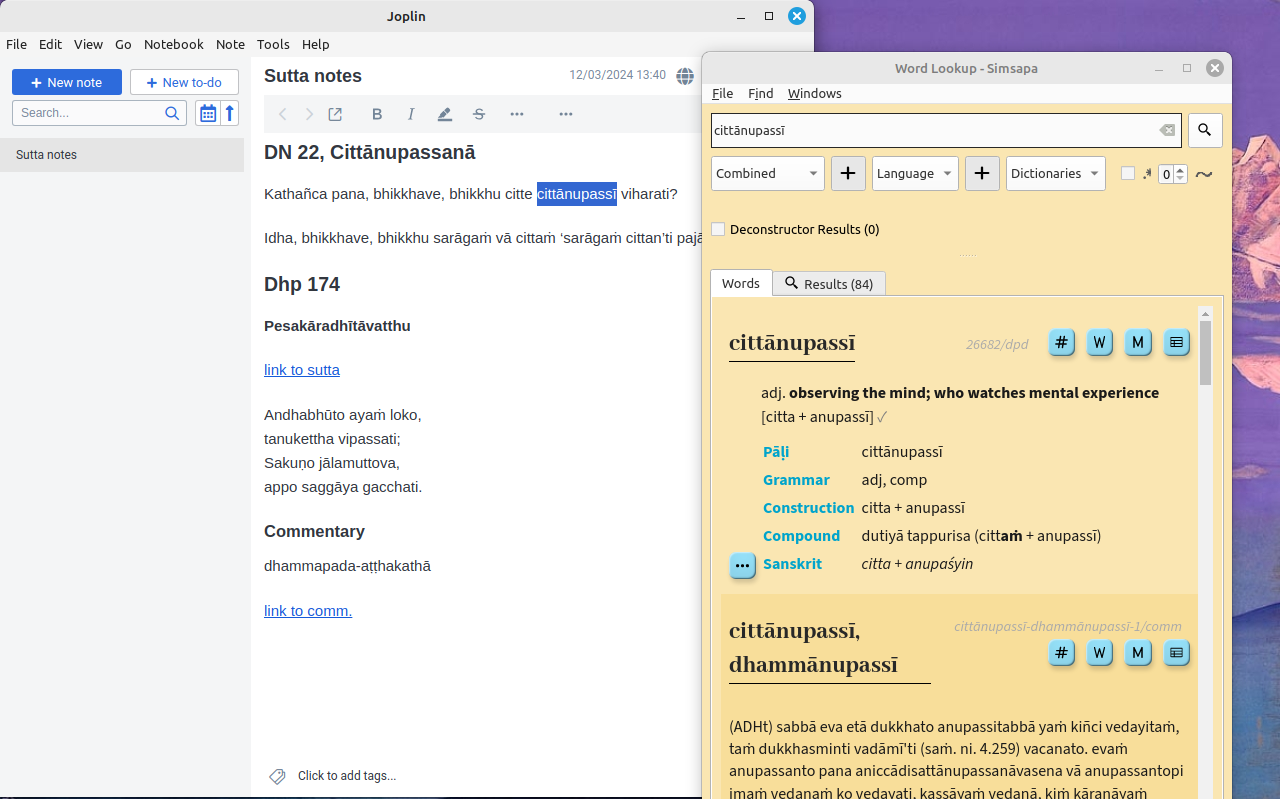 Joplin
File Edit View Go Notebook Note Tools Help
New note
New to-do
Search...
Sutta notes
Sutta notes
12/03/2024 13:40
B I S
DN 22, Cittānupassanā
Kathañca pana, bhikkhave, bhikkhu citte cittānupassī viharati?
Idha, bhikkhave, bhikkhu sarāgaṁ vā cittaṁ ‘sarāgaṁ cittan’ti pajā
Dhp 174
Pesakāradhītāvatthu
link to sutta
Andhabhūto ayaṁ loko,
tanukettha vipassati;
Sakuṇo jālamuttova,
appo saggāya gacchati.
Commentary
dhammapada-aṭṭhakathā
link to comm.
Click to add tags...
Word Lookup - Simsapa
File Find Windows
cittānupassī
Combined + Language + Dictionaries .* 0
Deconstructor Results (0)
Words Results (84)
cittānupassī 26682/dpd # W M
adj. observing the mind; who watches mental experience
[citta + anupassī] ✓
Pāḷi cittānupassī
Grammar adj, comp
Construction citta + anupassī
Compound dutiyā tappurisa (cittaṁ + anupassī)
Sanskrit citta + anupaśyin
cittānupassī,
dhammānupassī
cittānupassī-dhammānupassī-1/comm
# W M
(ADHt) sabbā eva etā dukkhato anupassitabbā yaṁ kiñci vedayitaṁ,
taṁ dukkhasminti vadāmī'ti (saṁ. ni. 4.259) vacanato. evaṁ
anupassanto pana aniccādisattānupassanāvasena vā anupassantopi
imaṁ vedanaṁ ko vedayati, kassāyaṁ vedanā, kiṁ kāraṇāyaṁ